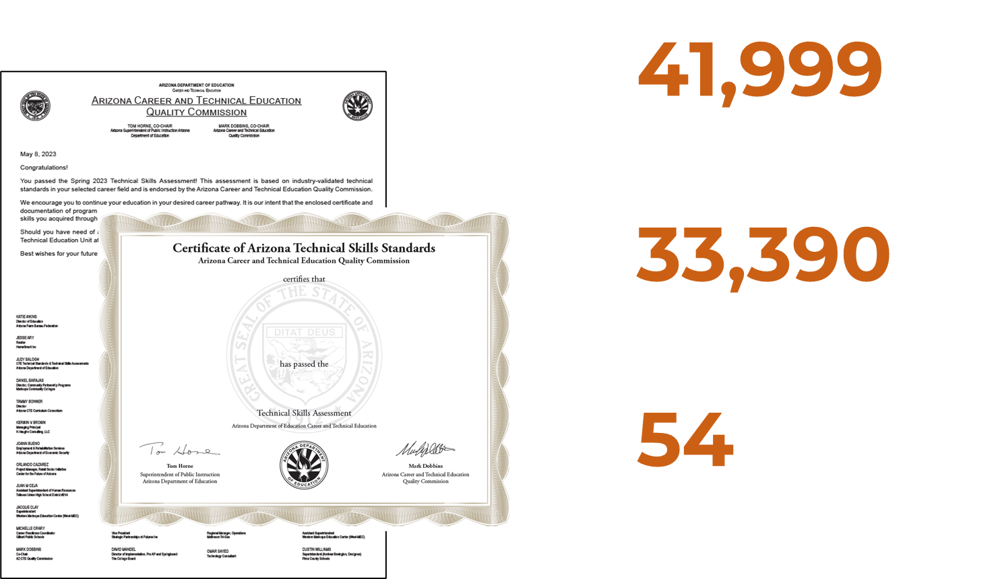 41,999
33,390
54
ARIZONA DEPARTMENT OF EDUCATION
CAREER AND TECHNICAL EDUCATION
ARIZONA CAREER AND TECHNICAL EDUCATION
QUALITY COMMISSION
TOM HORNE, CO-CHAIR
Arizona Superintendent of Public Instruction Arizona
Department of Education
MARK DOBBINS, CO-CHAIR
Arizona Career and Technical Education
Quality Commission
May 8, 2023
Congratulations!
You passed the Spring 2023 Technical Skills Assessment! This assessment is based on industry-validated technical
standards in your selected career field and is endorsed by the Arizona Career and Technical Education Quality Commission.
We encourage you to continue your education in your desired career pathway. It is our intent that the enclosed certificate and
documentation of program
skills you acquired through
Should you have need of
Technical Education Unit
Best wishes for your future
KATIE AIKINS
Director of Education
Arizona Farm Bureau Federation
JESSE ARY
Realtor
HomeSmart Inc
JUDY BALOGH
CTE Technical Standards & Technical Skills Assessments
Arizona Department of Education
DANIEL BARAJAS
Director, Community Partnership Programs
Maricopa Community Colleges
TAMMY BONNER
Director
Arizona CTE Curriculum Consortium
KERWIN V BROWN
Managing Principal
K-Vaughn Consulting, LLC
JOANN BUENO
Employment & Rehabilitation Services
Arizona Department of Economic Security
ORLANDO CAZAREZ
Project Manager, Retail Sector Initiative
Center for the Future of Arizona
JUAN M CEJA
Assistant Superintendent of Human Resources
Tolleson Union High School District #214
JACQUE CLAY
Superintendent
Western Maricopa Education Center (West-MEC)
MICHELLE CRARY
Career Readiness Coordinator
Gilbert Public Schools
MARK DOBBINS
Co-Chair
AZ CTE Quality Commission
Vice President
Strategic Partnerships at Futures Inc
DAVID MANDEL
Director of Implementation, Pre AP and Springboard
The College Board
Regional Manager, Operations
Matheson Tri-Gas
OMAR SAYED
Technology Consultant
Assistant Superintendent
Western Maricopa Education Center (West-MEC)
DUSTIN WILLIAMS
Superintendent (Andrew Bevington, Designee)
Pima County Schools
Certificate of Arizona Technical Skills Standards
Arizona Career and Technical Education Quality Commission
certifies that
GREAT SEAL OF THE STATE OF ARIZONA
DITAT DEUS
has passed the
1912
Technical Skills Assessment
Arizona Department of Education Career and Technical Education
Tom Horne
Tom Horne
Superintendent of Public Instruction
Arizona Department of Education
ARIZONA DEPARTMENT
OF EDUCATION
Mark Dobbins
Arizona Career and Technical Education
Quality Commission